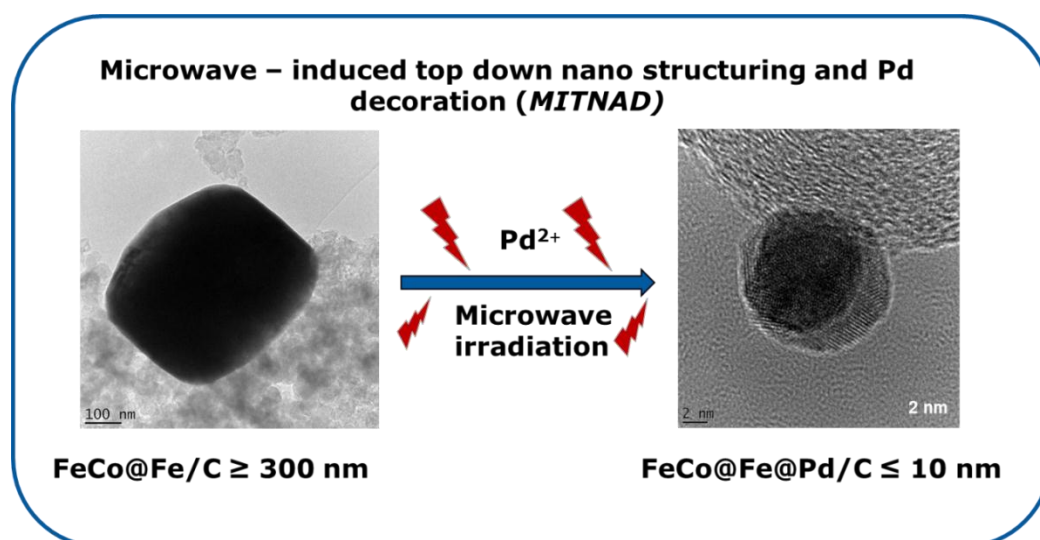 Microwave – induced top down nano structuring and Pd
decoration (MITNAD)
Pd²⁺
Microwave
irradiation
100 nm
2 nm
2 nm
FeCo@Fe/C ≥ 300 nm
FeCo@Fe@Pd/C ≤ 10 nm